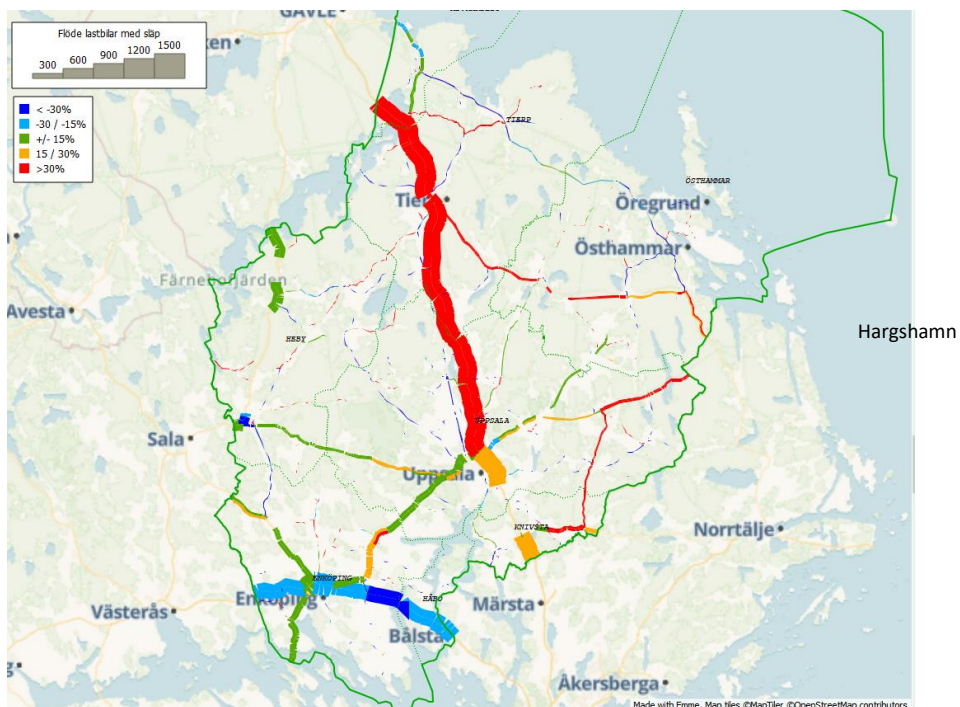 GÄVLE
Flöde lastbilar med släp
300 600 900 1200 1500
xen
< -30%
-30 / -15%
+/- 15%
15 / 30%
>30%
TIERP
ÖSTHAMMAR
Tier
Öregrund
Östhammar
Färnebofjärden
Avesta
Hargshamn
HEBY
UPPSALA
Sala
Uppsala
KNIVSTA
Norrtälje
ENKÖPING
Enköping
HÅBO
Västerås
Märsta
Bålsta
g
Åkersberga
Made with Emme, Map tiles ©MapTiler ©OpenStreetMap contributors